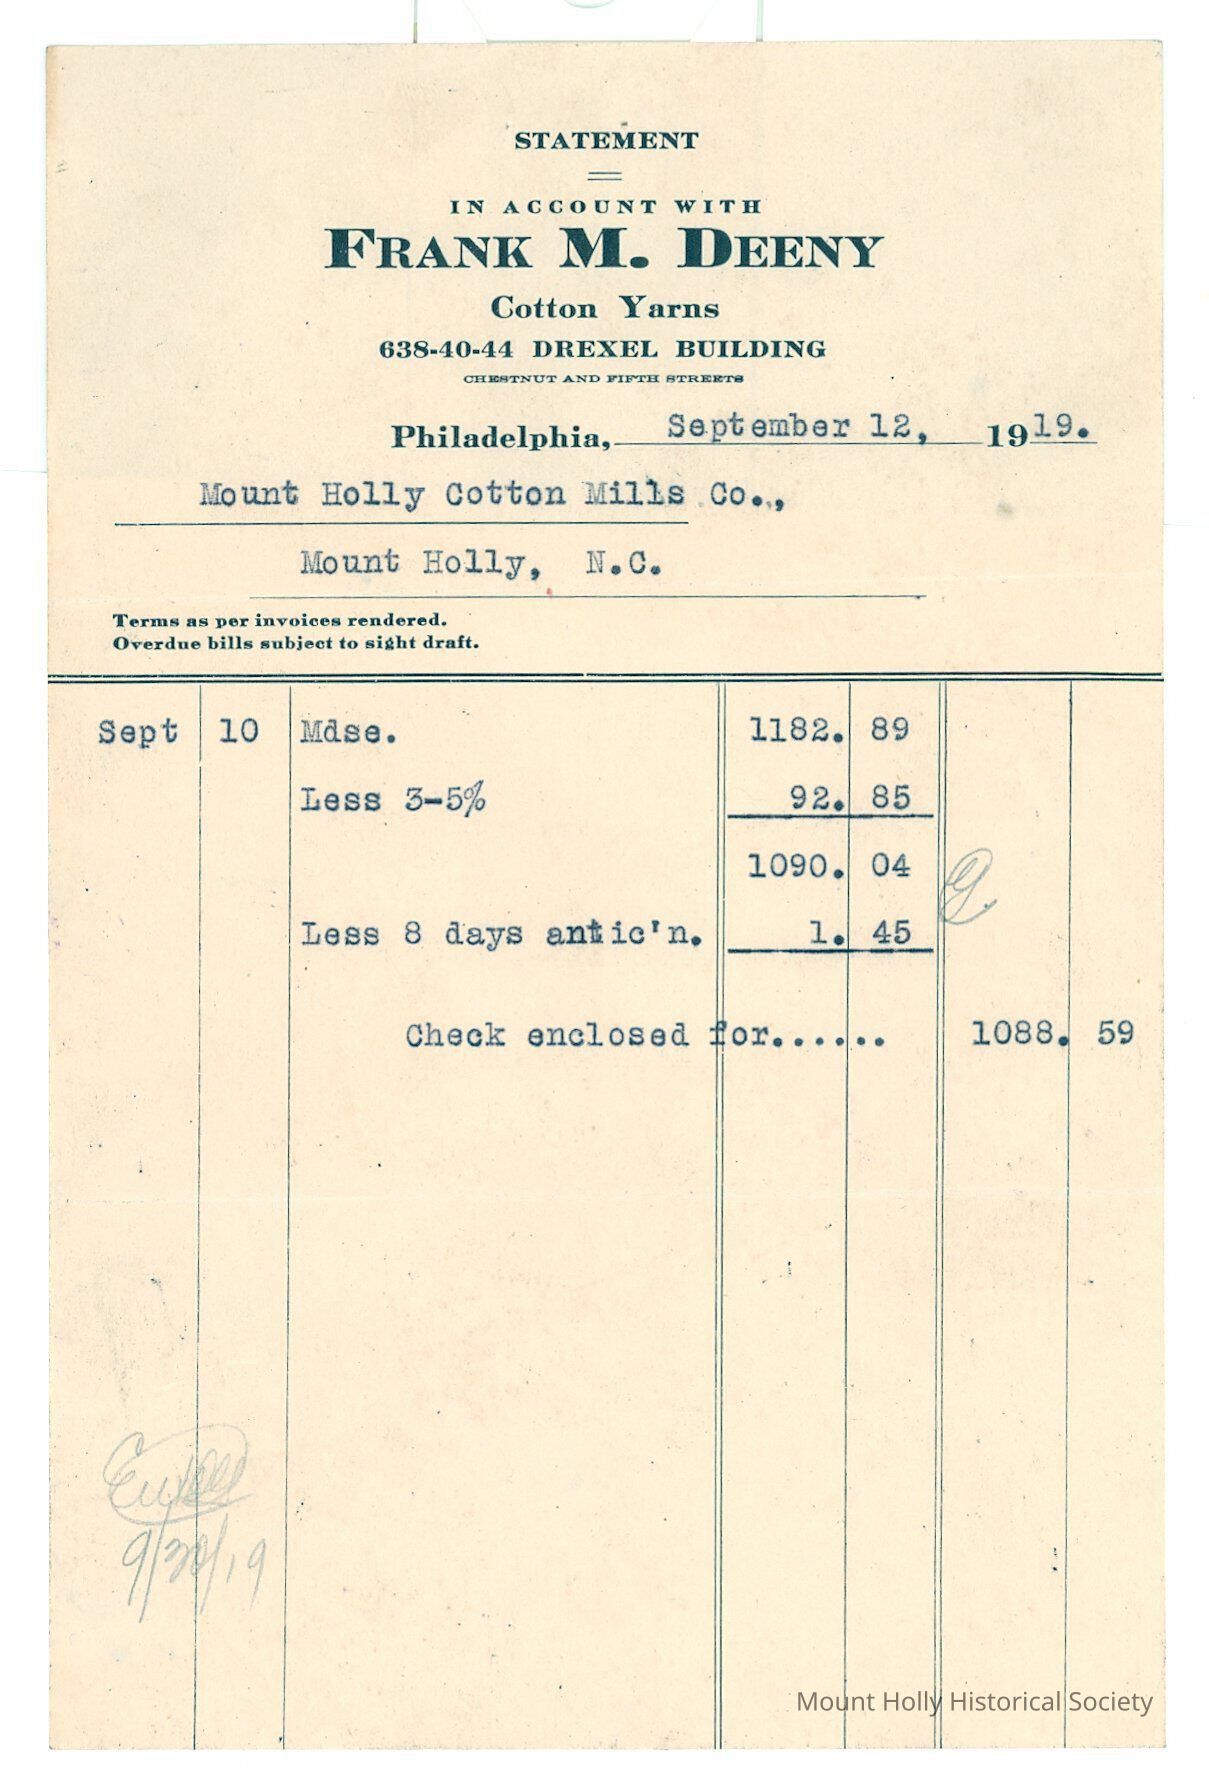 STATEMENT
IN ACCOUNT WITH
FRANK M. DEENY
Cotton Yarns
638-40-44 DREXEL BUILDING
CHESTNUT AND FIFTH STREETS
Philadelphia, September 12, 1919.
Mount Holly Cotton Mills Co.,
Mount Holly, N.C.
Terms as per invoices rendered.
Overdue bills subject to sight draft.
Sept 10 Mdse. 1182. 89
Less 3-5% 92. 85
1090. 04
Less 8 days antic'n. 1. 45
Check enclosed for...... 1088. 59
9/30/19
Mount Holly Historical Society